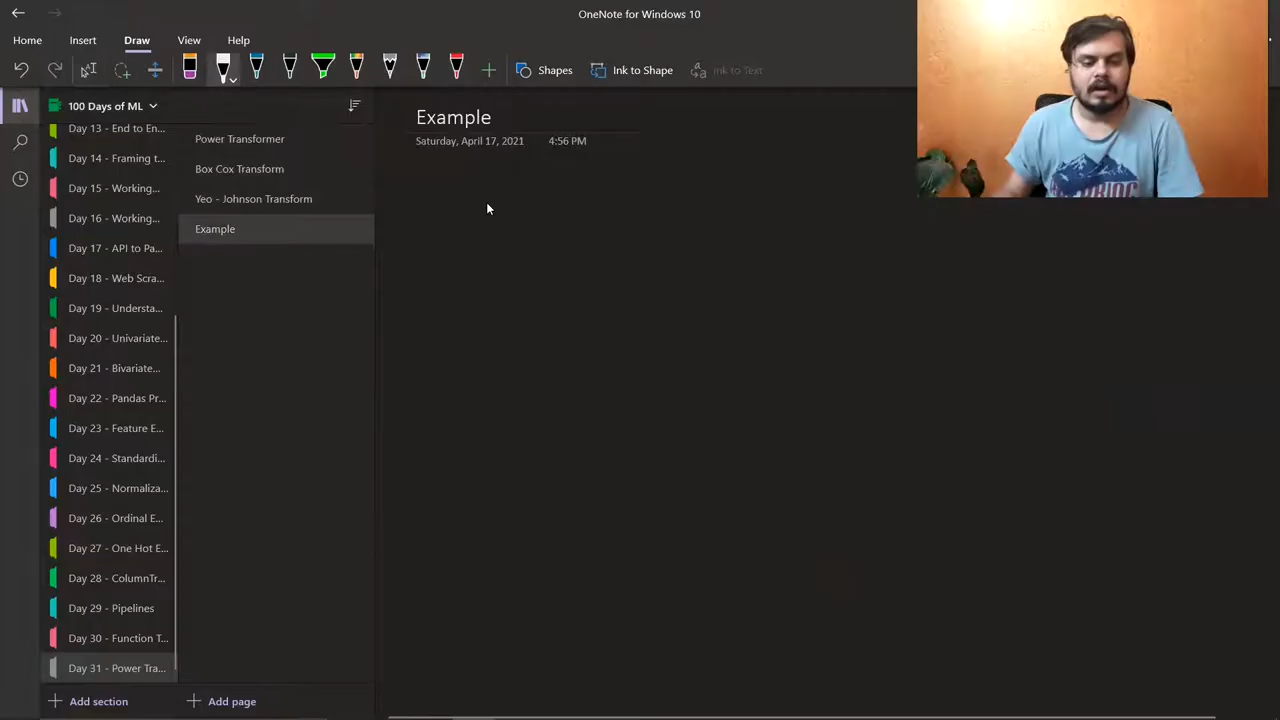 OneNote for Windows 10
Home Insert Draw View Help
Shapes Ink to Shape Ink to Text
100 Days of ML
Day 13 - End to En...
Day 14 - Framing t...
Day 15 - Working...
Day 16 - Working...
Day 17 - API to Pa...
Day 18 - Web Scra...
Day 19 - Understa...
Day 20 - Univariate...
Day 21 - Bivariate...
Day 22 - Pandas Pr...
Day 23 - Feature E...
Day 24 - Standardi...
Day 25 - Normaliza...
Day 26 - Ordinal E...
Day 27 - One Hot E...
Day 28 - ColumnTr...
Day 29 - Pipelines
Day 30 - Function T...
Day 31 - Power Tra...
Add section
Power Transformer
Box Cox Transform
Yeo - Johnson Transform
Example
Add page
Example
Saturday, April 17, 2021 4:56 PM